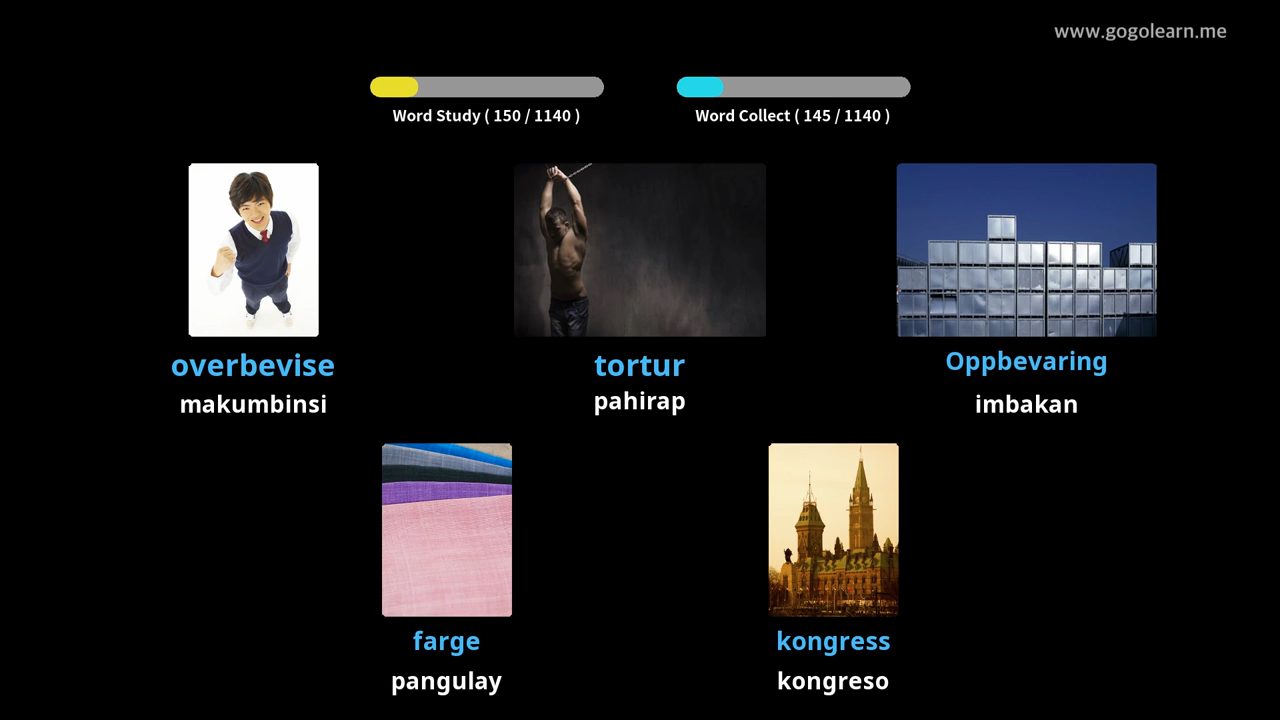 www.gogolearn.me
Word Study ( 150 / 1140 )
Word Collect ( 145 / 1140 )
overbevise
makumbinsi
tortur
pahirap
Oppbevaring
imbakan
farge
pangulay
kongress
kongreso